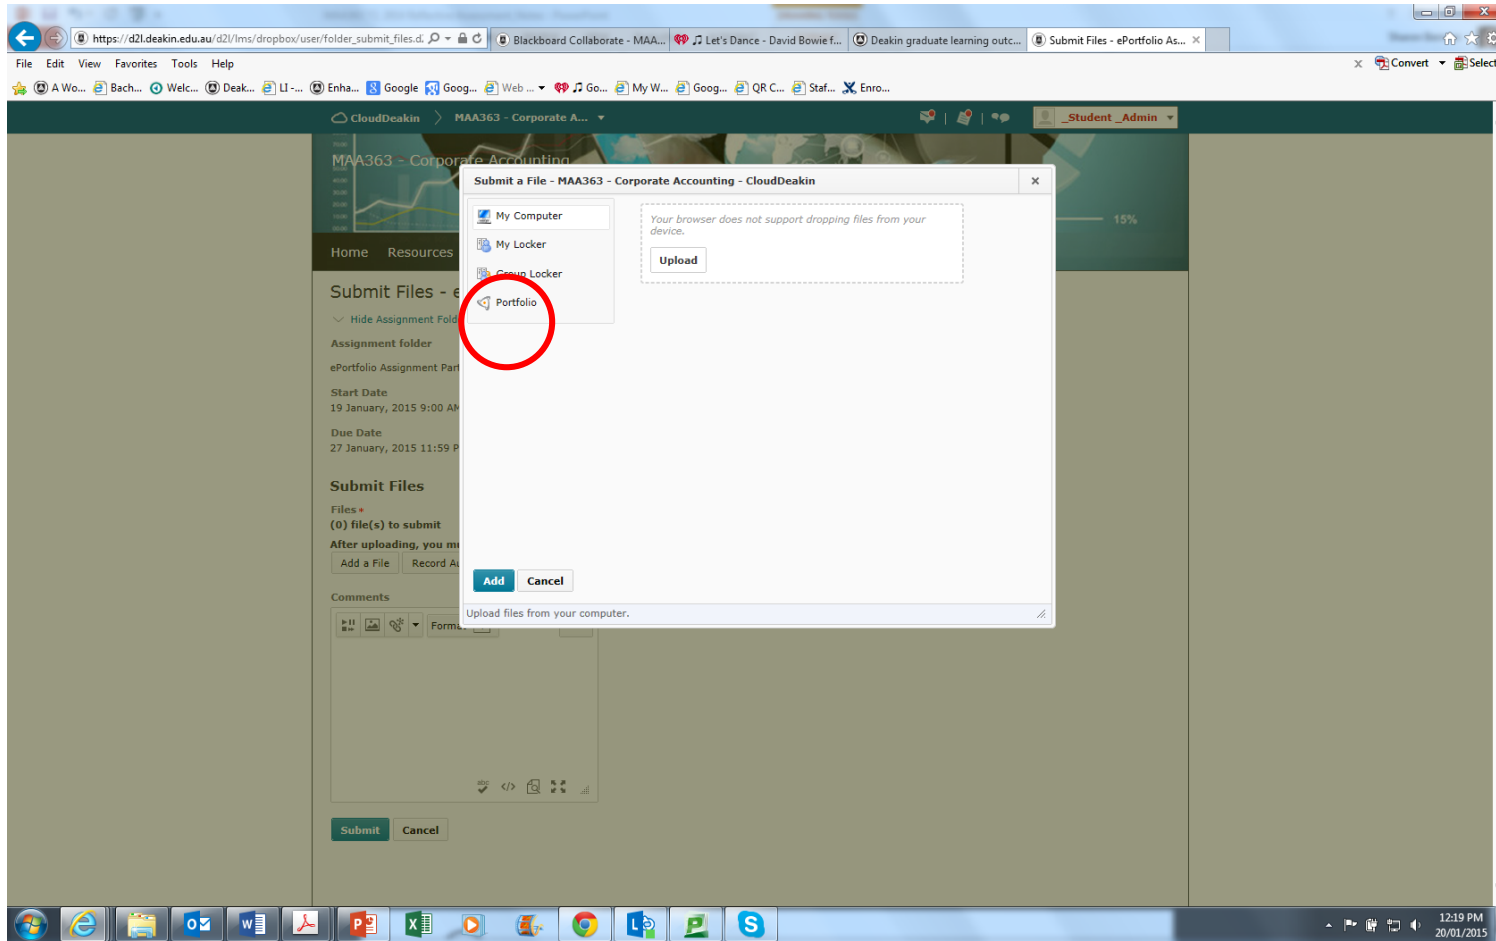 https://d2l.deakin.edu.au/d2l/lms/dropbox/user/folder_submit_files.d
Blackboard Collaborate - MAA...
Let's Dance - David Bowie f...
Deakin graduate learning outc...
Submit Files - ePortfolio As...
File Edit View Favorites Tools Help
Convert Select
A Wo... Bach... Welc... Deak... LI -... Enha... Google Goog... Web ... Go... My W... Goog... QR C... Staf... Enro...
CloudDeakin MAA363 - Corporate A... _Student _Admin
MAA363 - Corporate Accounting
15%
Home Resources
Submit a File - MAA363 - Corporate Accounting - CloudDeakin
My Computer
My Locker
Group Locker
Portfolio
Your browser does not support dropping files from your
device.
Upload
Add Cancel
Upload files from your computer.
Submit Files - e
Hide Assignment Fold
Assignment folder
ePortfolio Assignment Part
Start Date
19 January, 2015 9:00 AM
Due Date
27 January, 2015 11:59 P
Submit Files
Files *
(0) file(s) to submit
After uploading, you mu
Add a File Record Au
Comments
Format
Submit Cancel
12:19 PM
20/01/2015